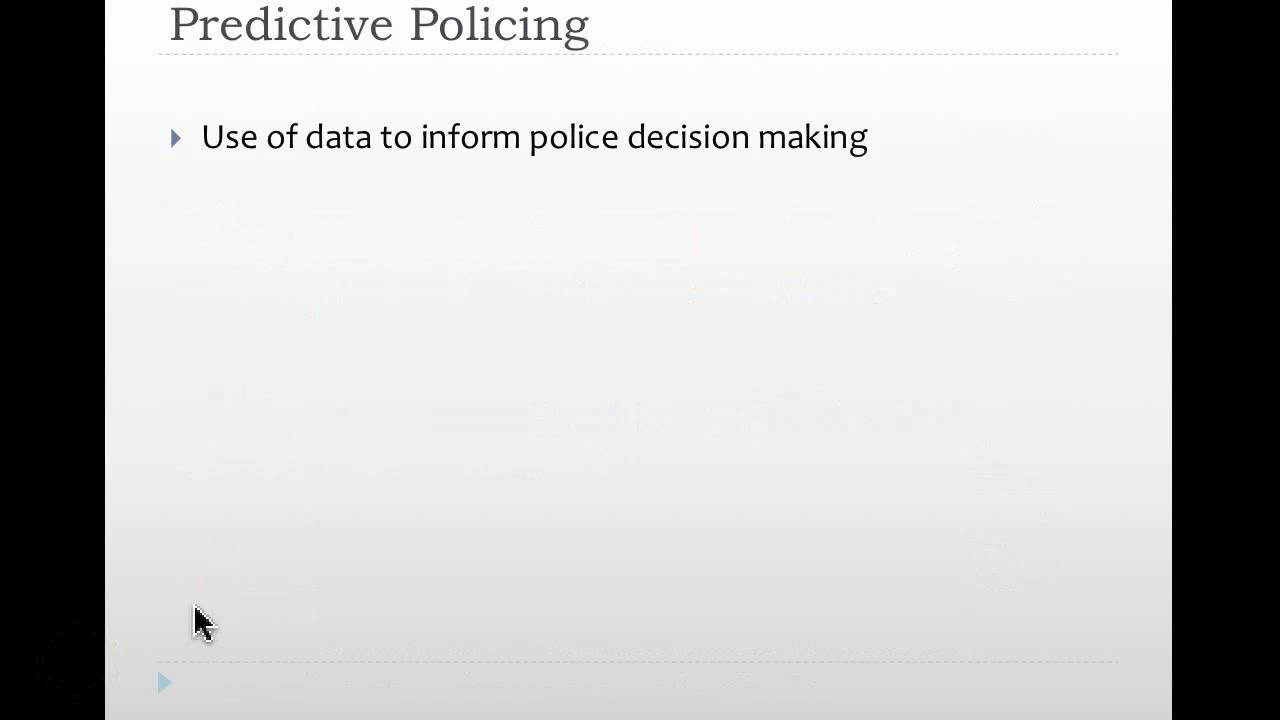 Predictive Policing
Use of data to inform police decision making